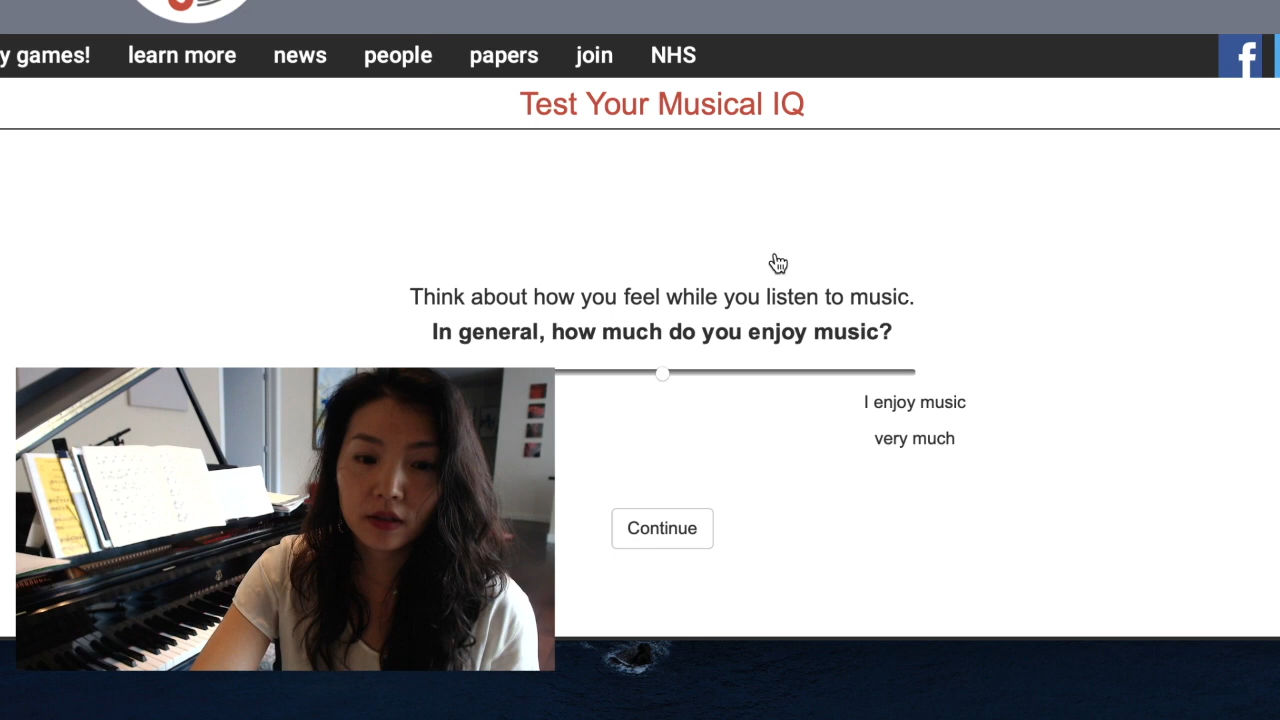 y games! learn more news people papers join NHS
Test Your Musical IQ
Think about how you feel while you listen to music.
In general, how much do you enjoy music?
I enjoy music
very much
Continue